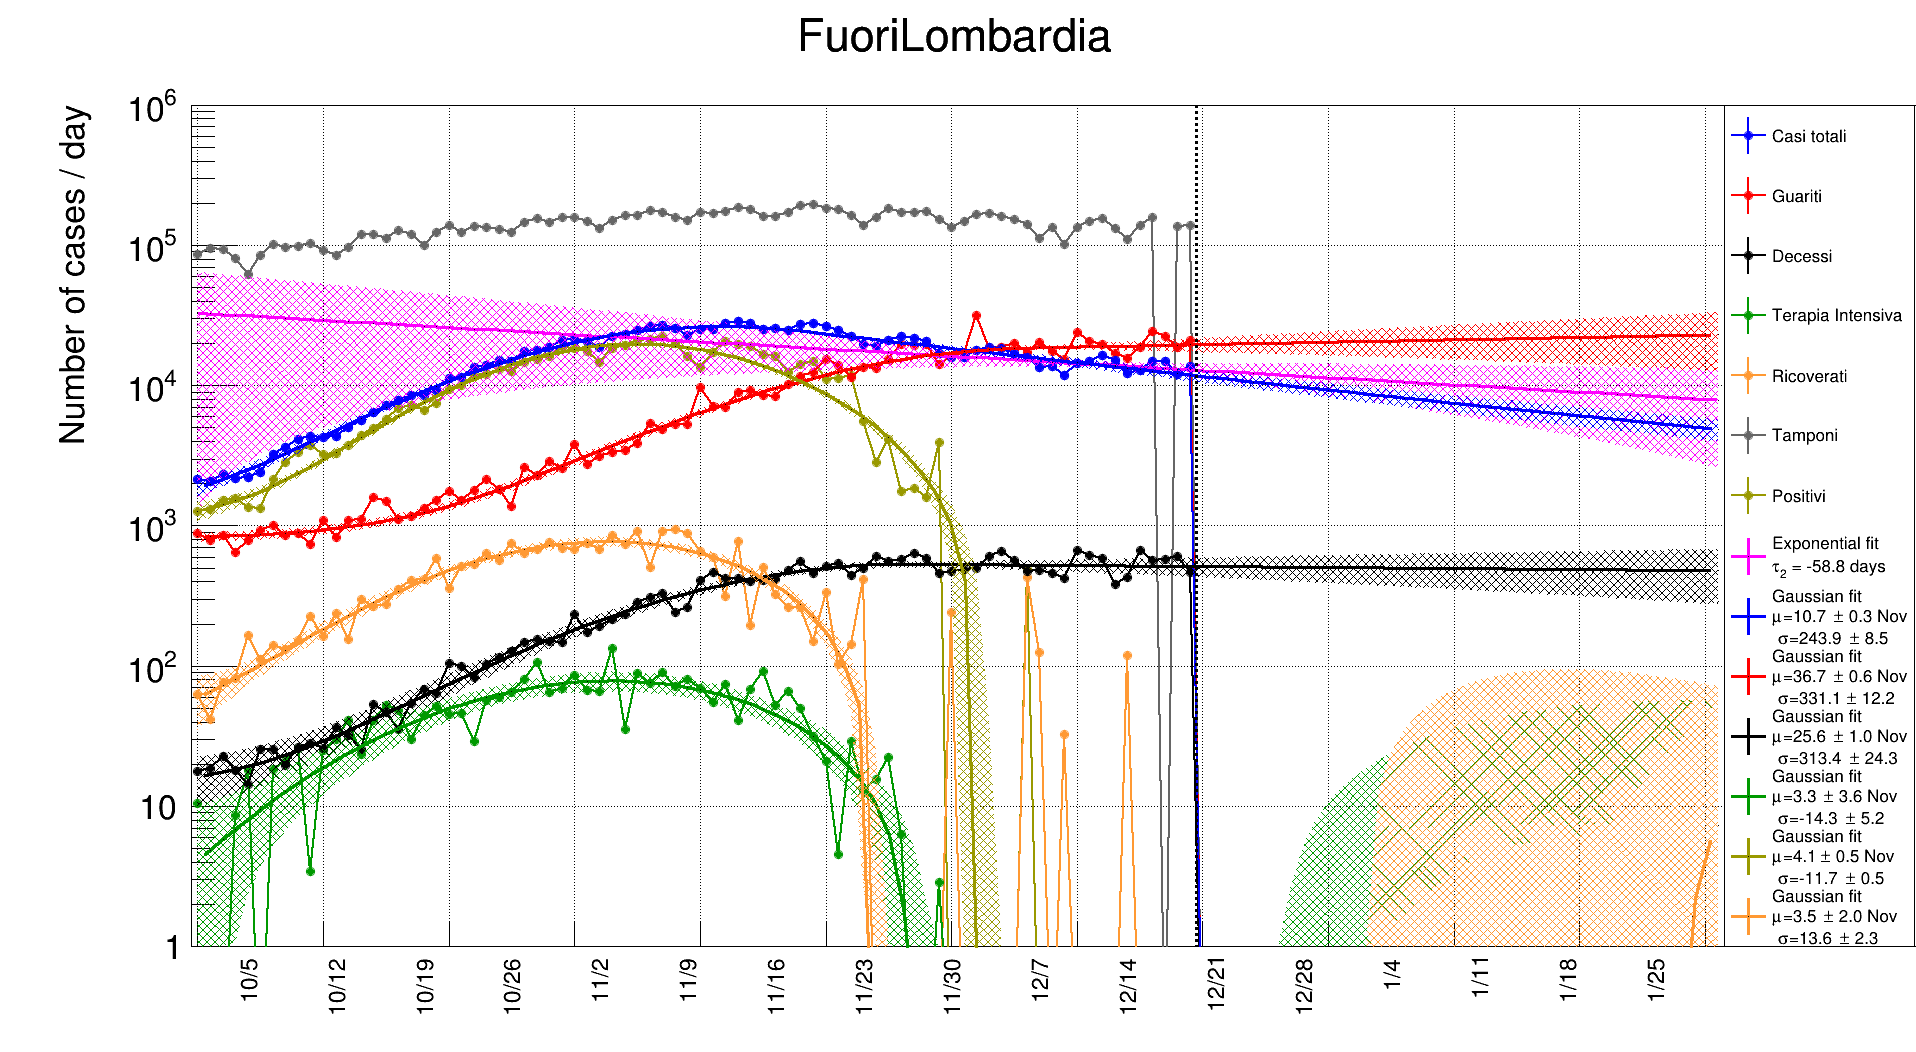 FuoriLombardia
Number of cases / day
10^6
10^5
10^4
10^3
10^2
10
1
10/5
10/12
10/19
10/26
11/2
11/9
11/16
11/23
11/30
12/7
12/14
12/21
12/28
1/4
1/11
1/18
1/25
Casi totali
Guariti
Decessi
Terapia Intensiva
Ricoverati
Tamponi
Positivi
Exponential fit
τ₂ = -58.8 days
Gaussian fit
μ=10.7 ± 0.3 Nov
σ=243.9 ± 8.5
Gaussian fit
μ=36.7 ± 0.6 Nov
σ=331.1 ± 12.2
Gaussian fit
μ=25.6 ± 1.0 Nov
σ=313.4 ± 24.3
Gaussian fit
μ=3.3 ± 3.6 Nov
σ=-14.3 ± 5.2
Gaussian fit
μ=4.1 ± 0.5 Nov
σ=-11.7 ± 0.5
Gaussian fit
μ=3.5 ± 2.0 Nov
σ=13.6 ± 2.3